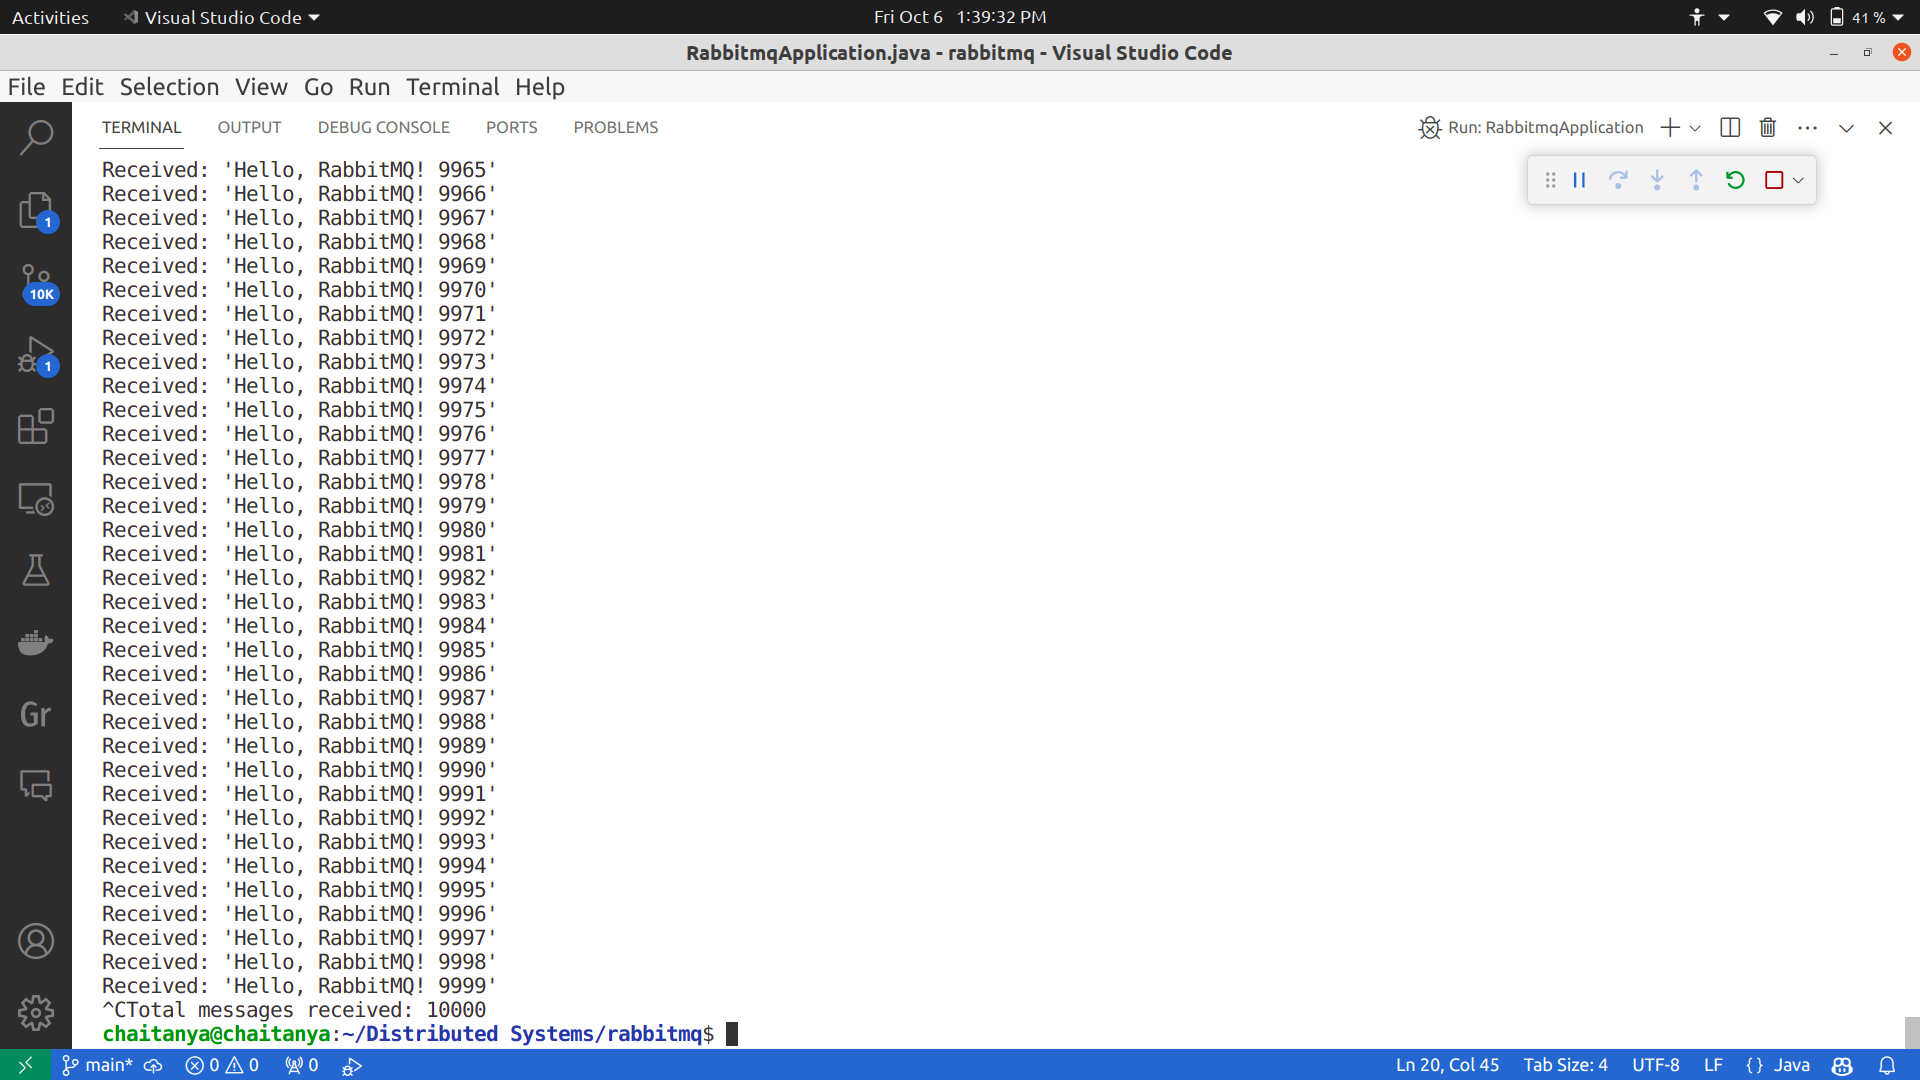 Activities Visual Studio Code Fri Oct 6 1:39:32 PM 41 %
RabbitmqApplication.java - rabbitmq - Visual Studio Code
File Edit Selection View Go Run Terminal Help
TERMINAL OUTPUT DEBUG CONSOLE PORTS PROBLEMS Run: RabbitmqApplication
Received: 'Hello, RabbitMQ! 9965'
Received: 'Hello, RabbitMQ! 9966'
Received: 'Hello, RabbitMQ! 9967'
Received: 'Hello, RabbitMQ! 9968'
Received: 'Hello, RabbitMQ! 9969'
Received: 'Hello, RabbitMQ! 9970'
Received: 'Hello, RabbitMQ! 9971'
Received: 'Hello, RabbitMQ! 9972'
Received: 'Hello, RabbitMQ! 9973'
Received: 'Hello, RabbitMQ! 9974'
Received: 'Hello, RabbitMQ! 9975'
Received: 'Hello, RabbitMQ! 9976'
Received: 'Hello, RabbitMQ! 9977'
Received: 'Hello, RabbitMQ! 9978'
Received: 'Hello, RabbitMQ! 9979'
Received: 'Hello, RabbitMQ! 9980'
Received: 'Hello, RabbitMQ! 9981'
Received: 'Hello, RabbitMQ! 9982'
Received: 'Hello, RabbitMQ! 9983'
Received: 'Hello, RabbitMQ! 9984'
Received: 'Hello, RabbitMQ! 9985'
Received: 'Hello, RabbitMQ! 9986'
Received: 'Hello, RabbitMQ! 9987'
Received: 'Hello, RabbitMQ! 9988'
Received: 'Hello, RabbitMQ! 9989'
Received: 'Hello, RabbitMQ! 9990'
Received: 'Hello, RabbitMQ! 9991'
Received: 'Hello, RabbitMQ! 9992'
Received: 'Hello, RabbitMQ! 9993'
Received: 'Hello, RabbitMQ! 9994'
Received: 'Hello, RabbitMQ! 9995'
Received: 'Hello, RabbitMQ! 9996'
Received: 'Hello, RabbitMQ! 9997'
Received: 'Hello, RabbitMQ! 9998'
Received: 'Hello, RabbitMQ! 9999'
^CTotal messages received: 10000
chaitanya@chaitanya:~/Distributed Systems/rabbitmq$
1
10K
1
Gr
main* 0 0 0 Ln 20, Col 45 Tab Size: 4 UTF-8 LF {} Java